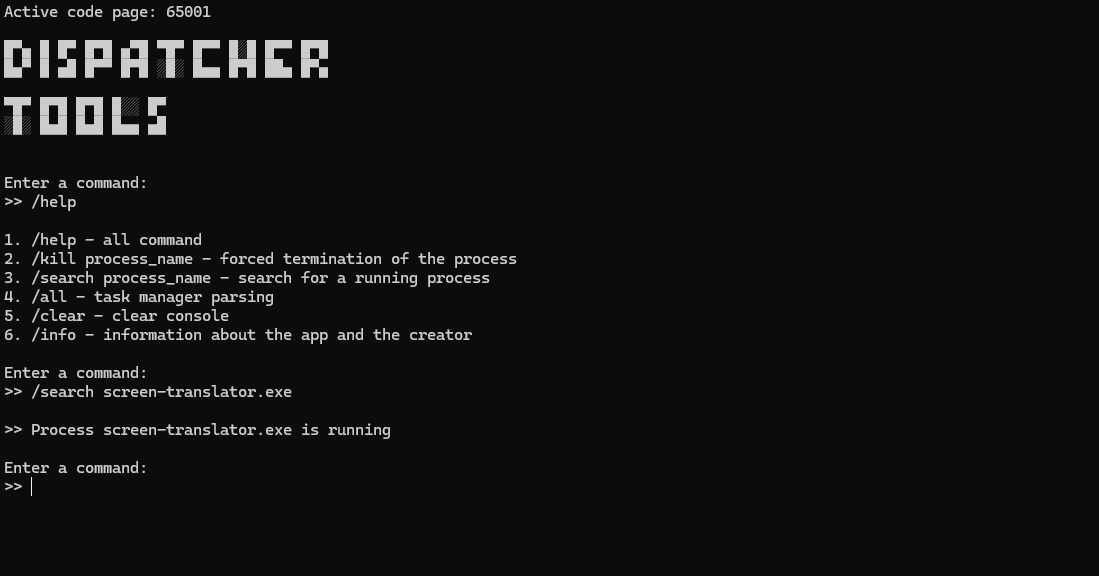 Active code page: 65001
DISPATCHER
TOOLS
Enter a command:
>> /help
1. /help - all command
2. /kill process_name - forced termination of the process
3. /search process_name - search for a running process
4. /all - task manager parsing
5. /clear - clear console
6. /info - information about the app and the creator
Enter a command:
>> /search screen-translator.exe
>> Process screen-translator.exe is running
Enter a command:
>>